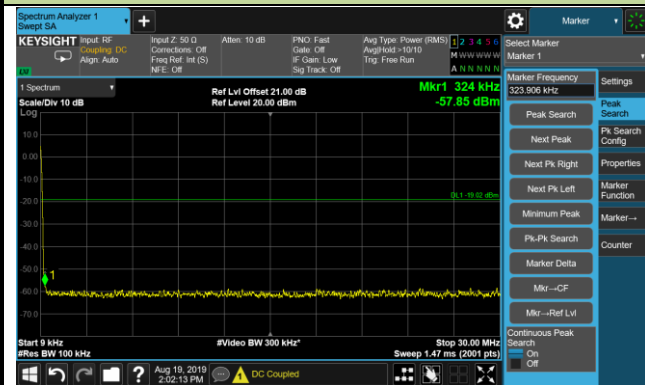 Spectrum Analyzer 1
Swept SA
+
Marker
KEYSIGHT
Input: RF
Coupling: DC
Align: Auto
Input Z: 50 Ω
Corrections: Off
Freq Ref: Int (S)
NFE: Off
Atten: 10 dB
PNO: Fast
Gate: Off
IF Gain: Low
Sig Track: Off
Avg Type: Power (RMS)
Avg|Hold:>10/10
Trig: Free Run
1 2 3 4 5 6
M W W W W W
A N N N N N
Select Marker
Marker 1
1 Spectrum
Scale/Div 10 dB
Log
Ref Lvl Offset 21.00 dB
Ref Level 20.00 dBm
Mkr1 324 kHz
-57.85 dBm
Marker Frequency
323.906 kHz
Settings
Peak Search
Peak
Search
Next Peak
Pk Search
Config
Next Pk Right
Properties
Next Pk Left
Marker
Function
Minimum Peak
Marker→
Pk-Pk Search
Counter
Marker Delta
Mkr→CF
Mkr→Ref Lvl
Continuous Peak
Search
On
Off
10.0
0.00
-10.0
-20.0
-30.0
-40.0
-50.0
-60.0
-70.0
DL1 -19.02 dBm
1
Start 9 kHz
#Res BW 100 kHz
#Video BW 300 kHz*
Stop 30.00 MHz
Sweep 1.47 ms (2001 pts)
?
Aug 19, 2019
2:02:13 PM
DC Coupled